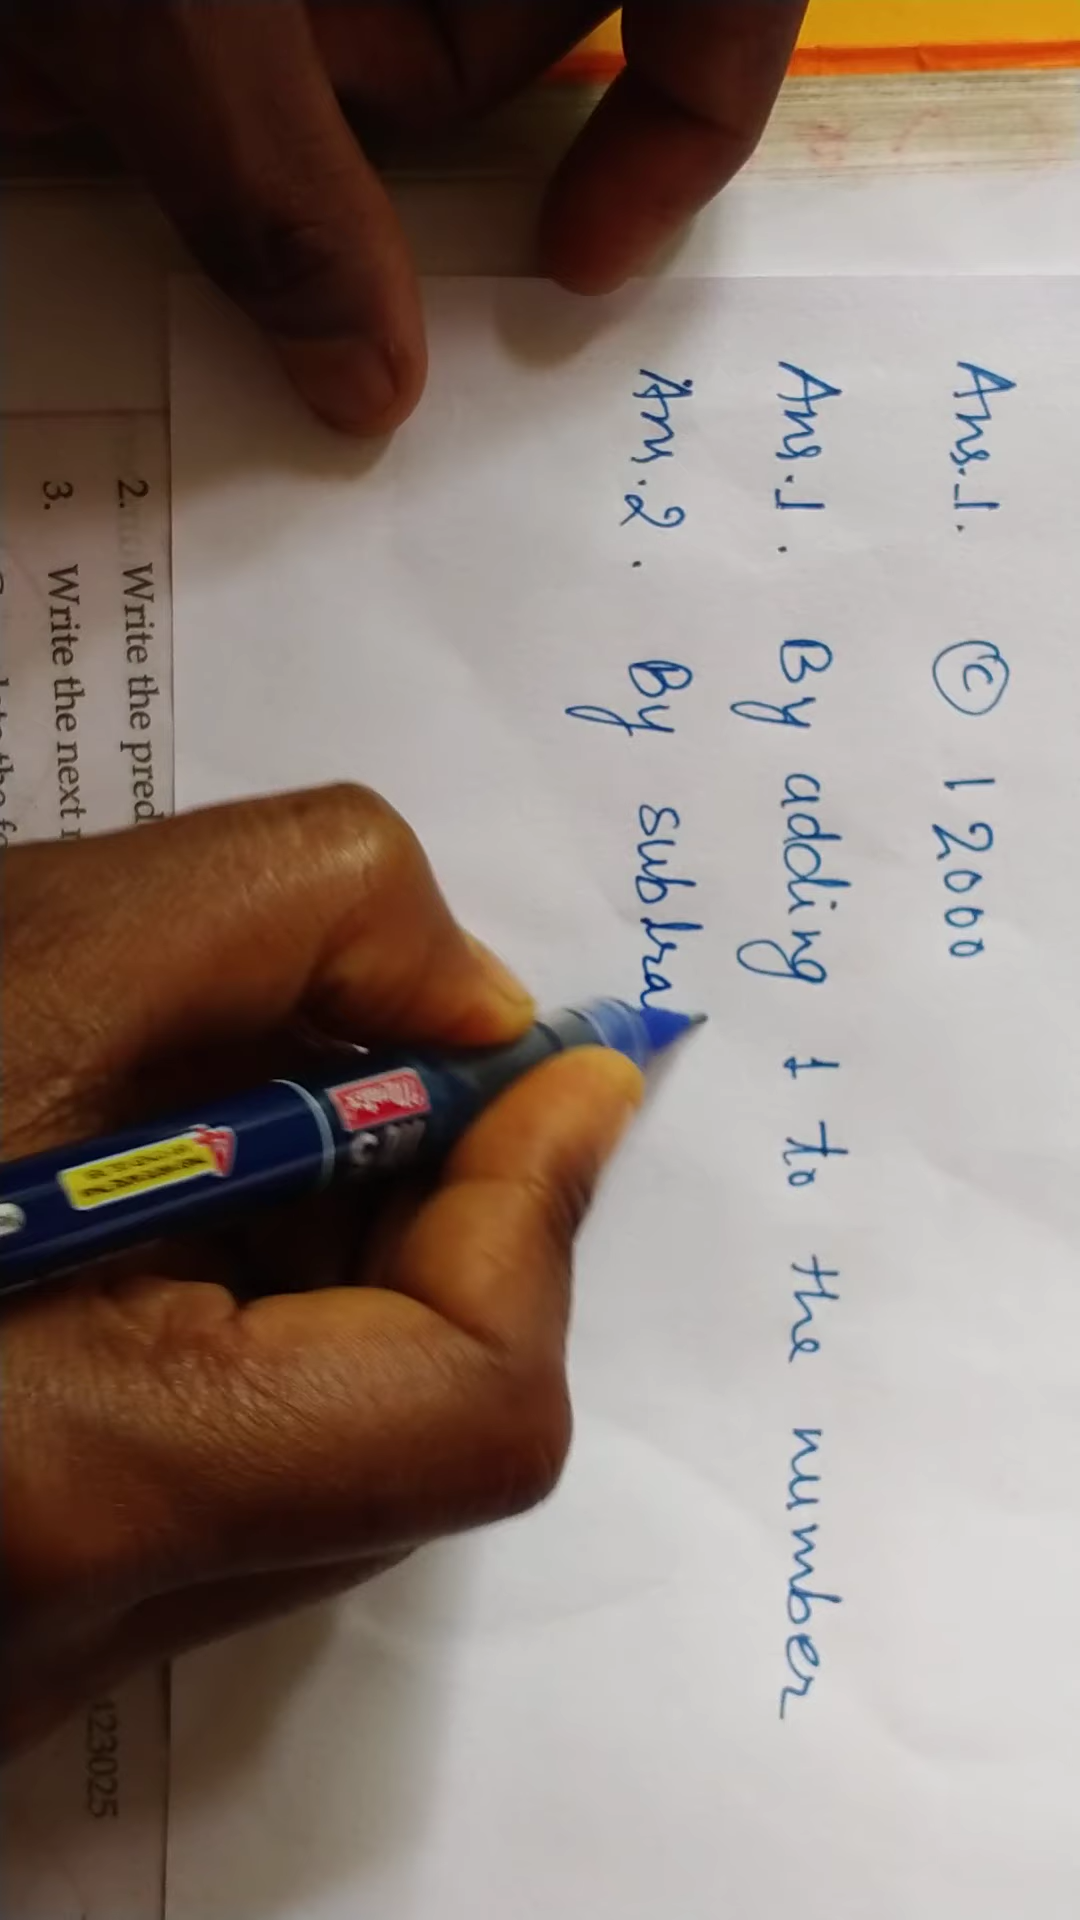 Ans.1. (c) 12000
Ans.1. By adding 1 to the number
Ans.2. By subtra
2. Write the pred
3. Write the next
123025